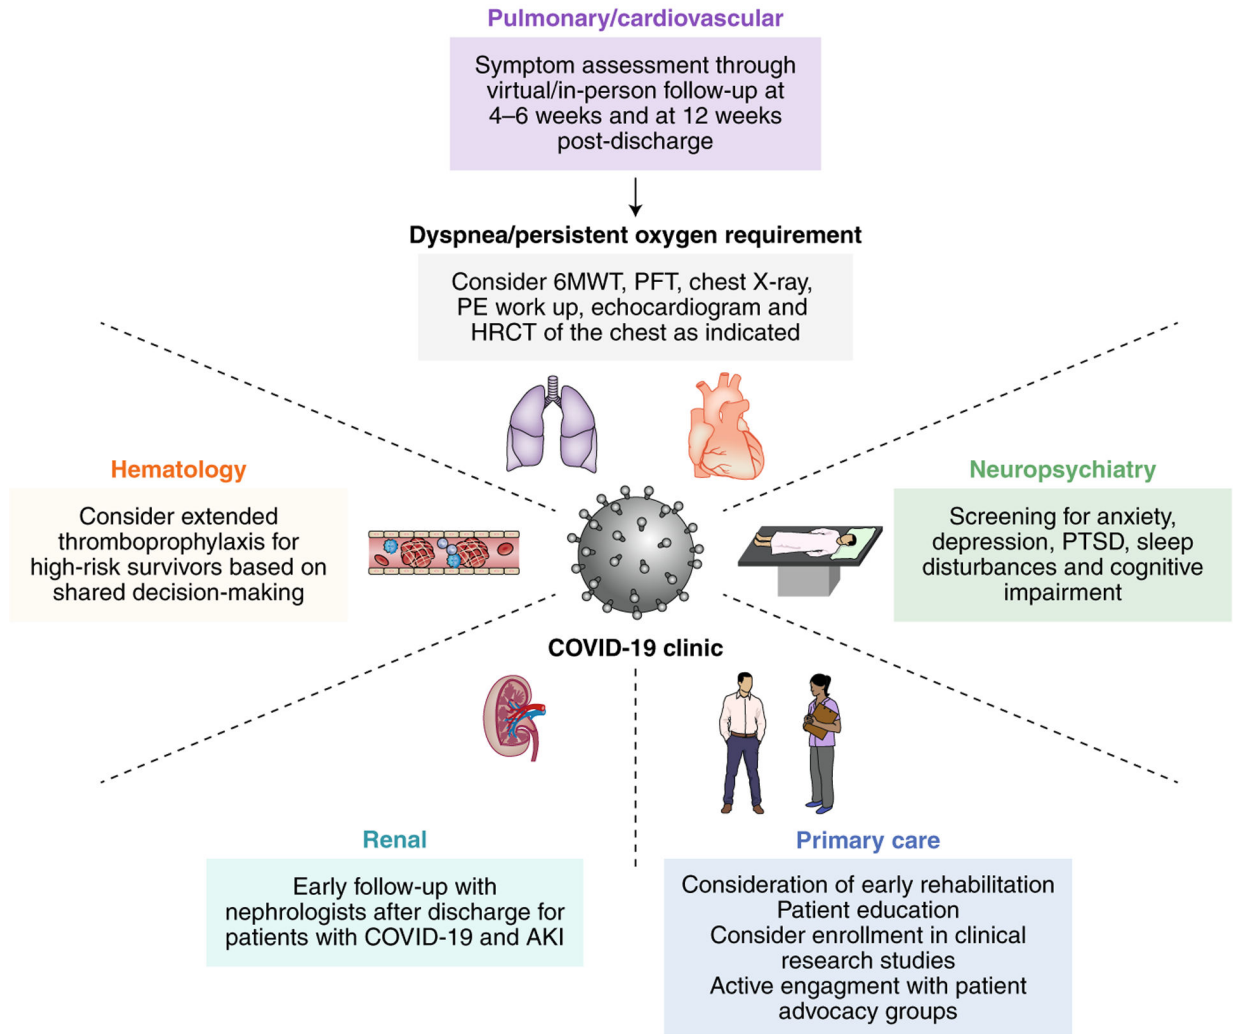 Pulmonary/cardiovascular
Symptom assessment through
virtual/in-person follow-up at
4–6 weeks and at 12 weeks
post-discharge
Dyspnea/persistent oxygen requirement
Consider 6MWT, PFT, chest X-ray,
PE work up, echocardiogram and
HRCT of the chest as indicated
Hematology
Consider extended
thromboprophylaxis for
high-risk survivors based on
shared decision-making
Neuropsychiatry
Screening for anxiety,
depression, PTSD, sleep
disturbances and cognitive
impairment
COVID-19 clinic
Renal
Early follow-up with
nephrologists after discharge for
patients with COVID-19 and AKI
Primary care
Consideration of early rehabilitation
Patient education
Consider enrollment in clinical
research studies
Active engagment with patient
advocacy groups